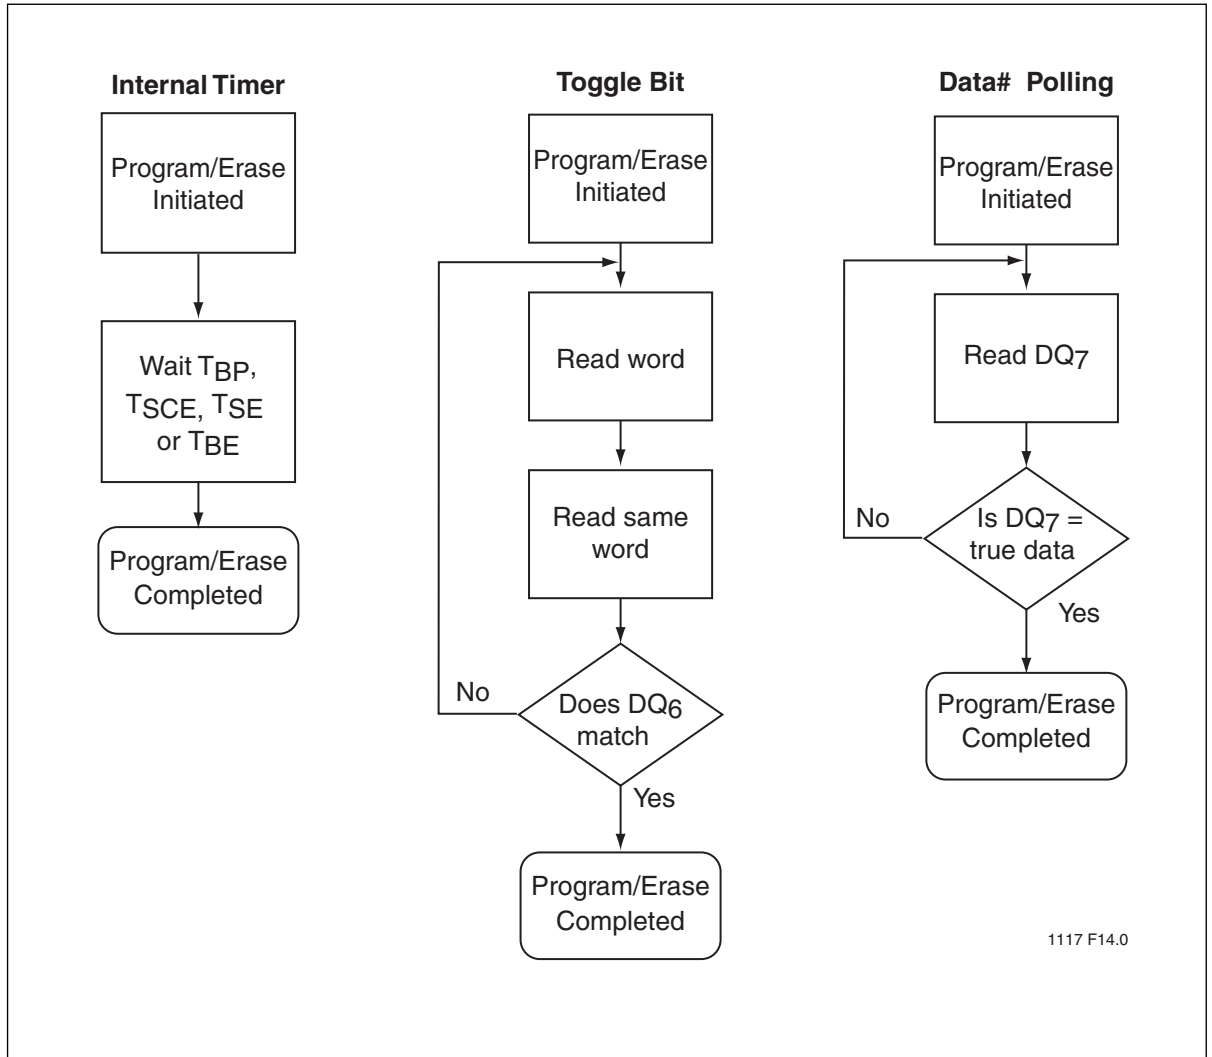 Internal Timer
Program/Erase
Initiated
Wait TBP,
TSCE, TSE
or TBE
Program/Erase
Completed
Toggle Bit
Program/Erase
Initiated
Read word
Read same
word
Does DQ6
match
No
Yes
Program/Erase
Completed
Data# Polling
Program/Erase
Initiated
Read DQ7
Is DQ7 =
true data
No
Yes
Program/Erase
Completed
1117 F14.0